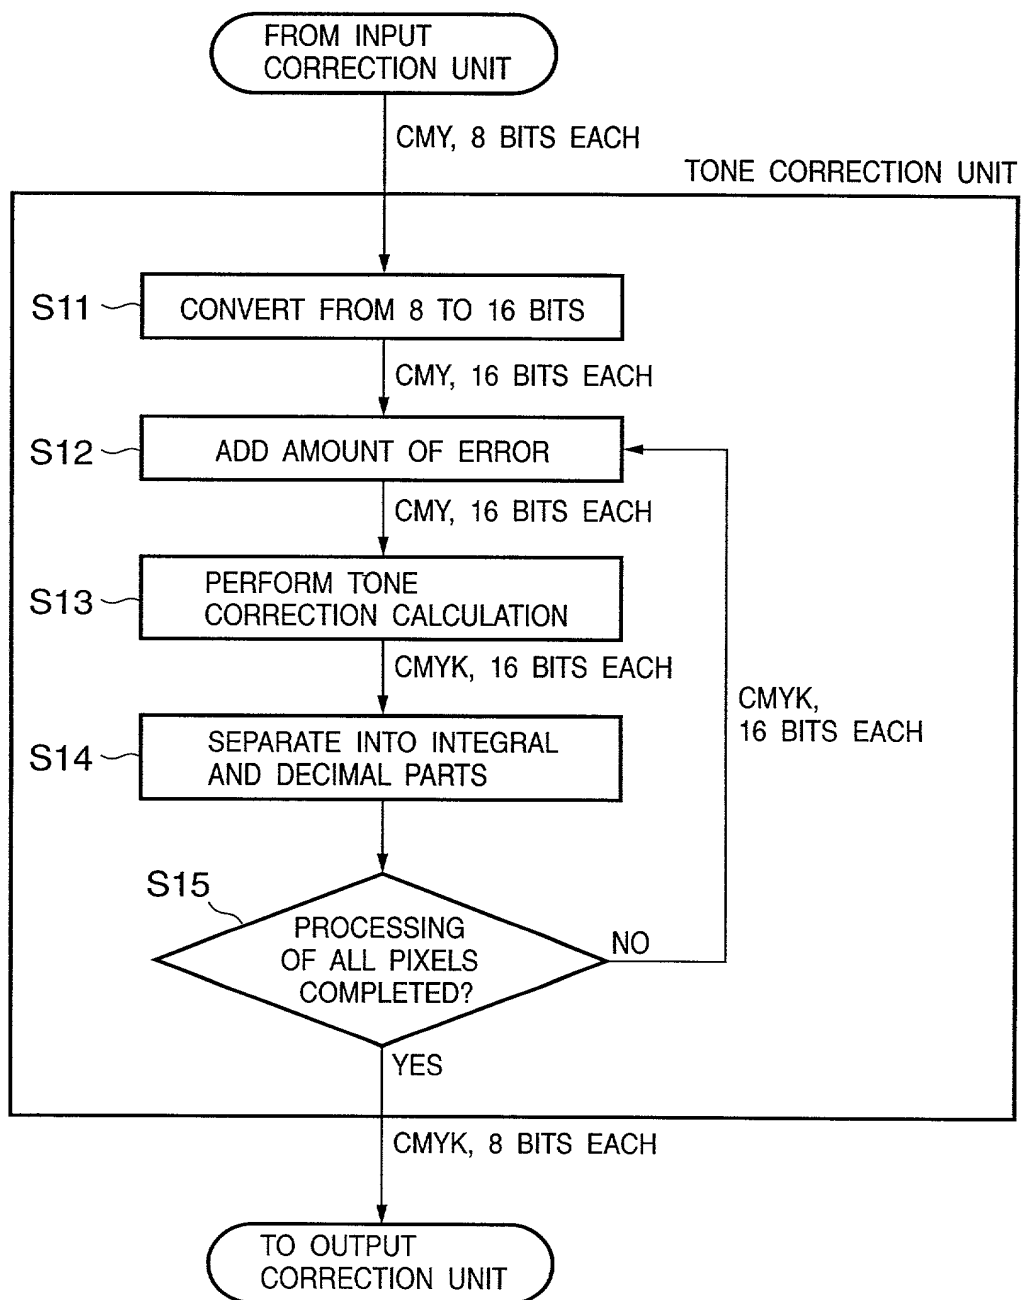 FROM INPUT
CORRECTION UNIT
CMY, 8 BITS EACH
TONE CORRECTION UNIT
S11
CONVERT FROM 8 TO 16 BITS
CMY, 16 BITS EACH
S12
ADD AMOUNT OF ERROR
CMY, 16 BITS EACH
S13
PERFORM TONE
CORRECTION CALCULATION
CMYK, 16 BITS EACH
CMYK,
16 BITS EACH
S14
SEPARATE INTO INTEGRAL
AND DECIMAL PARTS
S15
PROCESSING
OF ALL PIXELS
COMPLETED?
NO
YES
CMYK, 8 BITS EACH
TO OUTPUT
CORRECTION UNIT